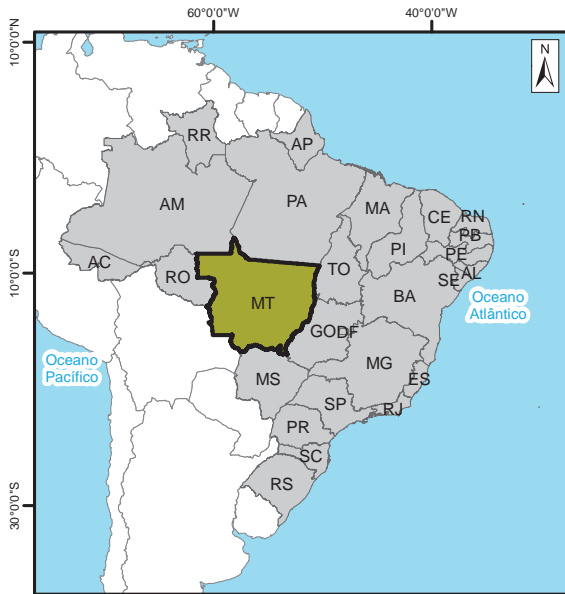 60°0'0"W
40°0'0"W
10°0'0"N
N
RR
AP
AM
PA
MA
CE
RN
PB
PI
PE
AC
TO
AL
RO
SE
10°0'0"S
MT
BA
Oceano
Atlântico
GODF
Oceano
Pacífico
MG
MS
ES
SP
RJ
PR
SC
RS
30°0'0"S